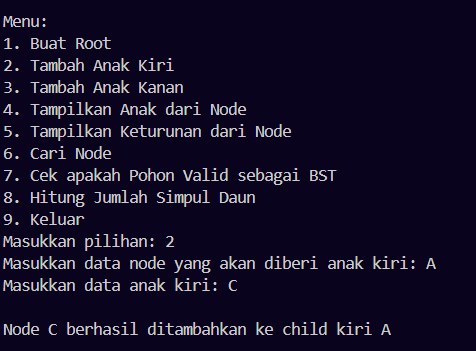 Menu:
1. Buat Root
2. Tambah Anak Kiri
3. Tambah Anak Kanan
4. Tampilkan Anak dari Node
5. Tampilkan Keturunan dari Node
6. Cari Node
7. Cek apakah Pohon Valid sebagai BST
8. Hitung Jumlah Simpul Daun
9. Keluar
Masukkan pilihan: 2
Masukkan data node yang akan diberi anak kiri: A
Masukkan data anak kiri: C
Node C berhasil ditambahkan ke child kiri A